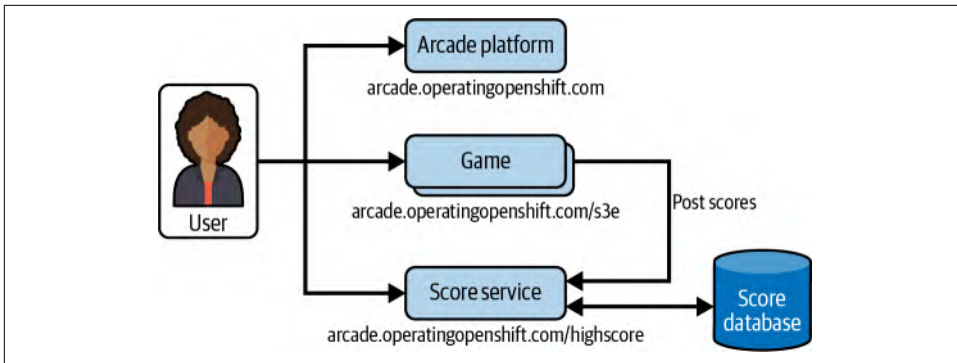 Arcade platform
arcade.operatingopenshift.com
Game
arcade.operatingopenshift.com/s3e
Post scores
User
Score service
arcade.operatingopenshift.com/highscore
Score
database